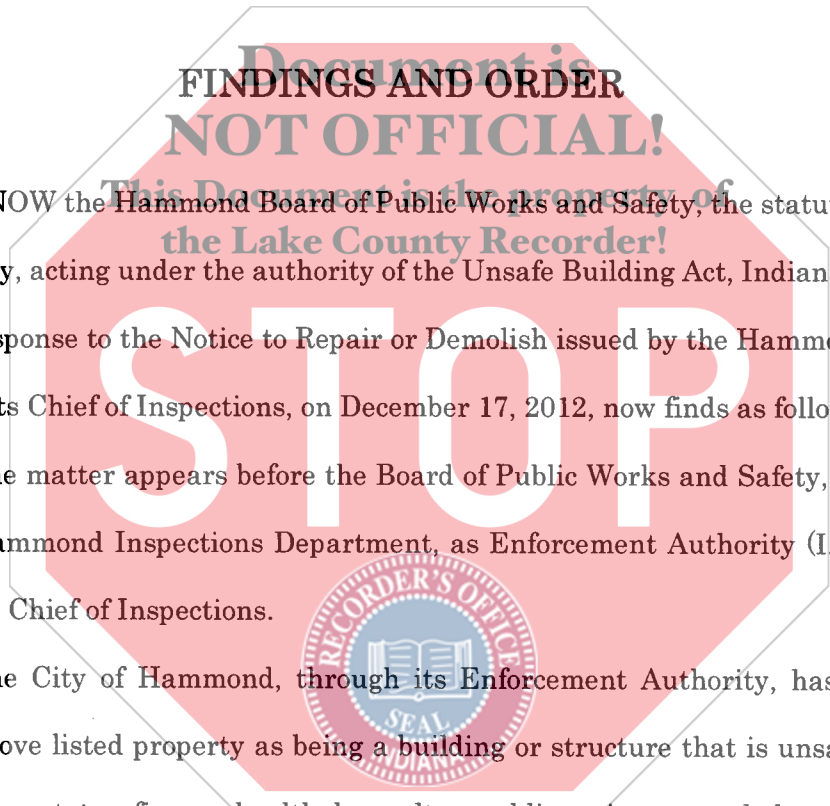 Document is
FINDINGS AND ORDER
NOT OFFICIAL!
This Document is the property of
NOW the Hammond Board of Public Works and Safety, the statu
the Lake County Recorder!
y, acting under the authority of the Unsafe Building Act, Indian
sponse to the Notice to Repair or Demolish issued by the Hamm
ts Chief of Inspections, on December 17, 2012, now finds as follo
STOP
e matter appears before the Board of Public Works and Safety,
ammond Inspections Department, as Enforcement Authority (I
Chief of Inspections.
RECORDER'S OFFICE
SEAL
INDIANA
e City of Hammond, through its Enforcement Authority, has
ove listed property as being a building or structure that is unsa